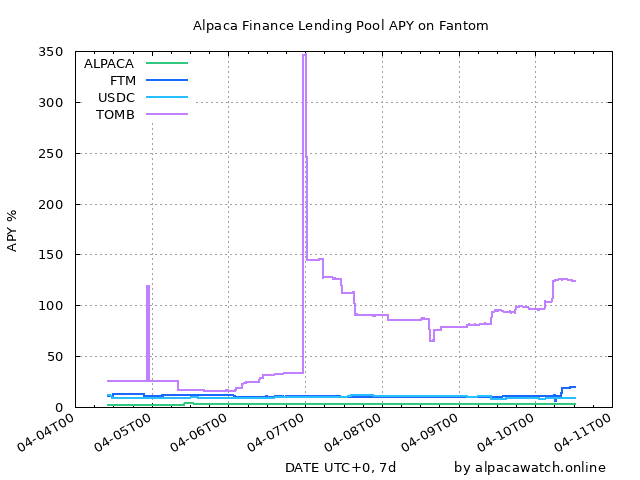 Alpaca Finance Lending Pool APY on Fantom
350
300
250
200
150
100
50
0
APY %
ALPACA
FTM
USDC
TOMB
04-04T00
04-05T00
04-06T00
04-07T00
04-08T00
04-09T00
04-10T00
04-11T00
DATE UTC+0, 7d
by alpacawatch.online